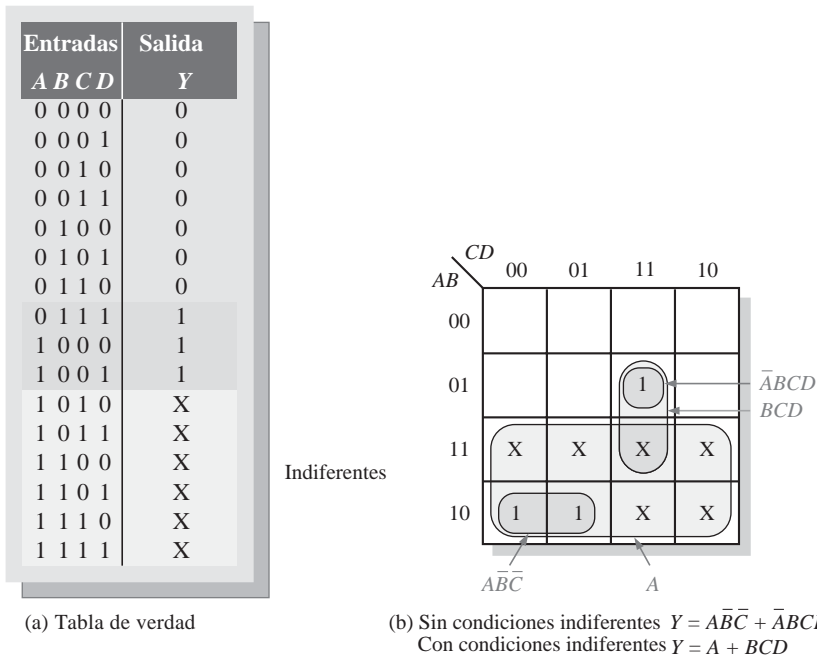 Entradas Salida
A B C D Y
0 0 0 0 0
0 0 0 1 0
0 0 1 0 0
0 0 1 1 0
0 1 0 0 0
0 1 0 1 0
0 1 1 0 0
0 1 1 1 1
1 0 0 0 1
1 0 0 1 1
1 0 1 0 X
1 0 1 1 X
1 1 0 0 X
1 1 0 1 X
1 1 1 0 X
1 1 1 1 X
Indiferentes
(a) Tabla de verdad
CD
AB 00 01 11 10
00
01 1
11 X X X X
10 1 1 X X
A̅BCD
BCD
AB̅C̅
A
(b) Sin condiciones indiferentes Y = AB̅C̅ + A̅BCD
Con condiciones indiferentes Y = A + BCD